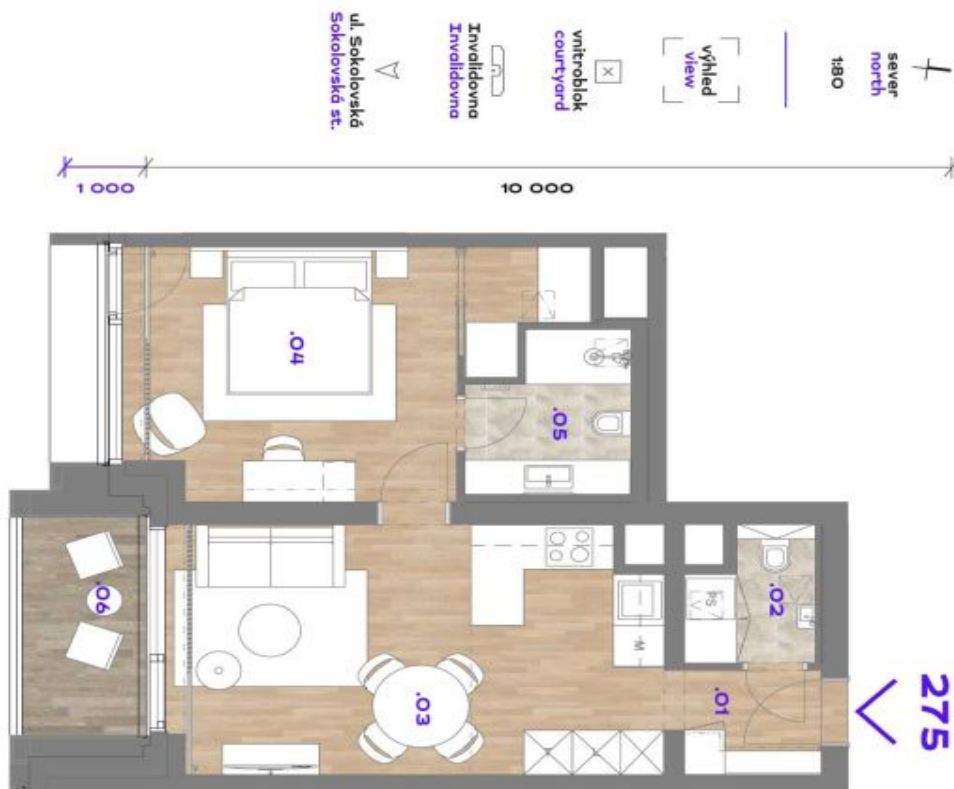 sever
north
1:80
výhled
view
vnitroblok
courtyard
X
Invalidovna
Invalidovna
ul. Sokolovská
Sokolovská st.
1 000
10 000
.04
.05
.06
.03
.02
PS
M
.01
275